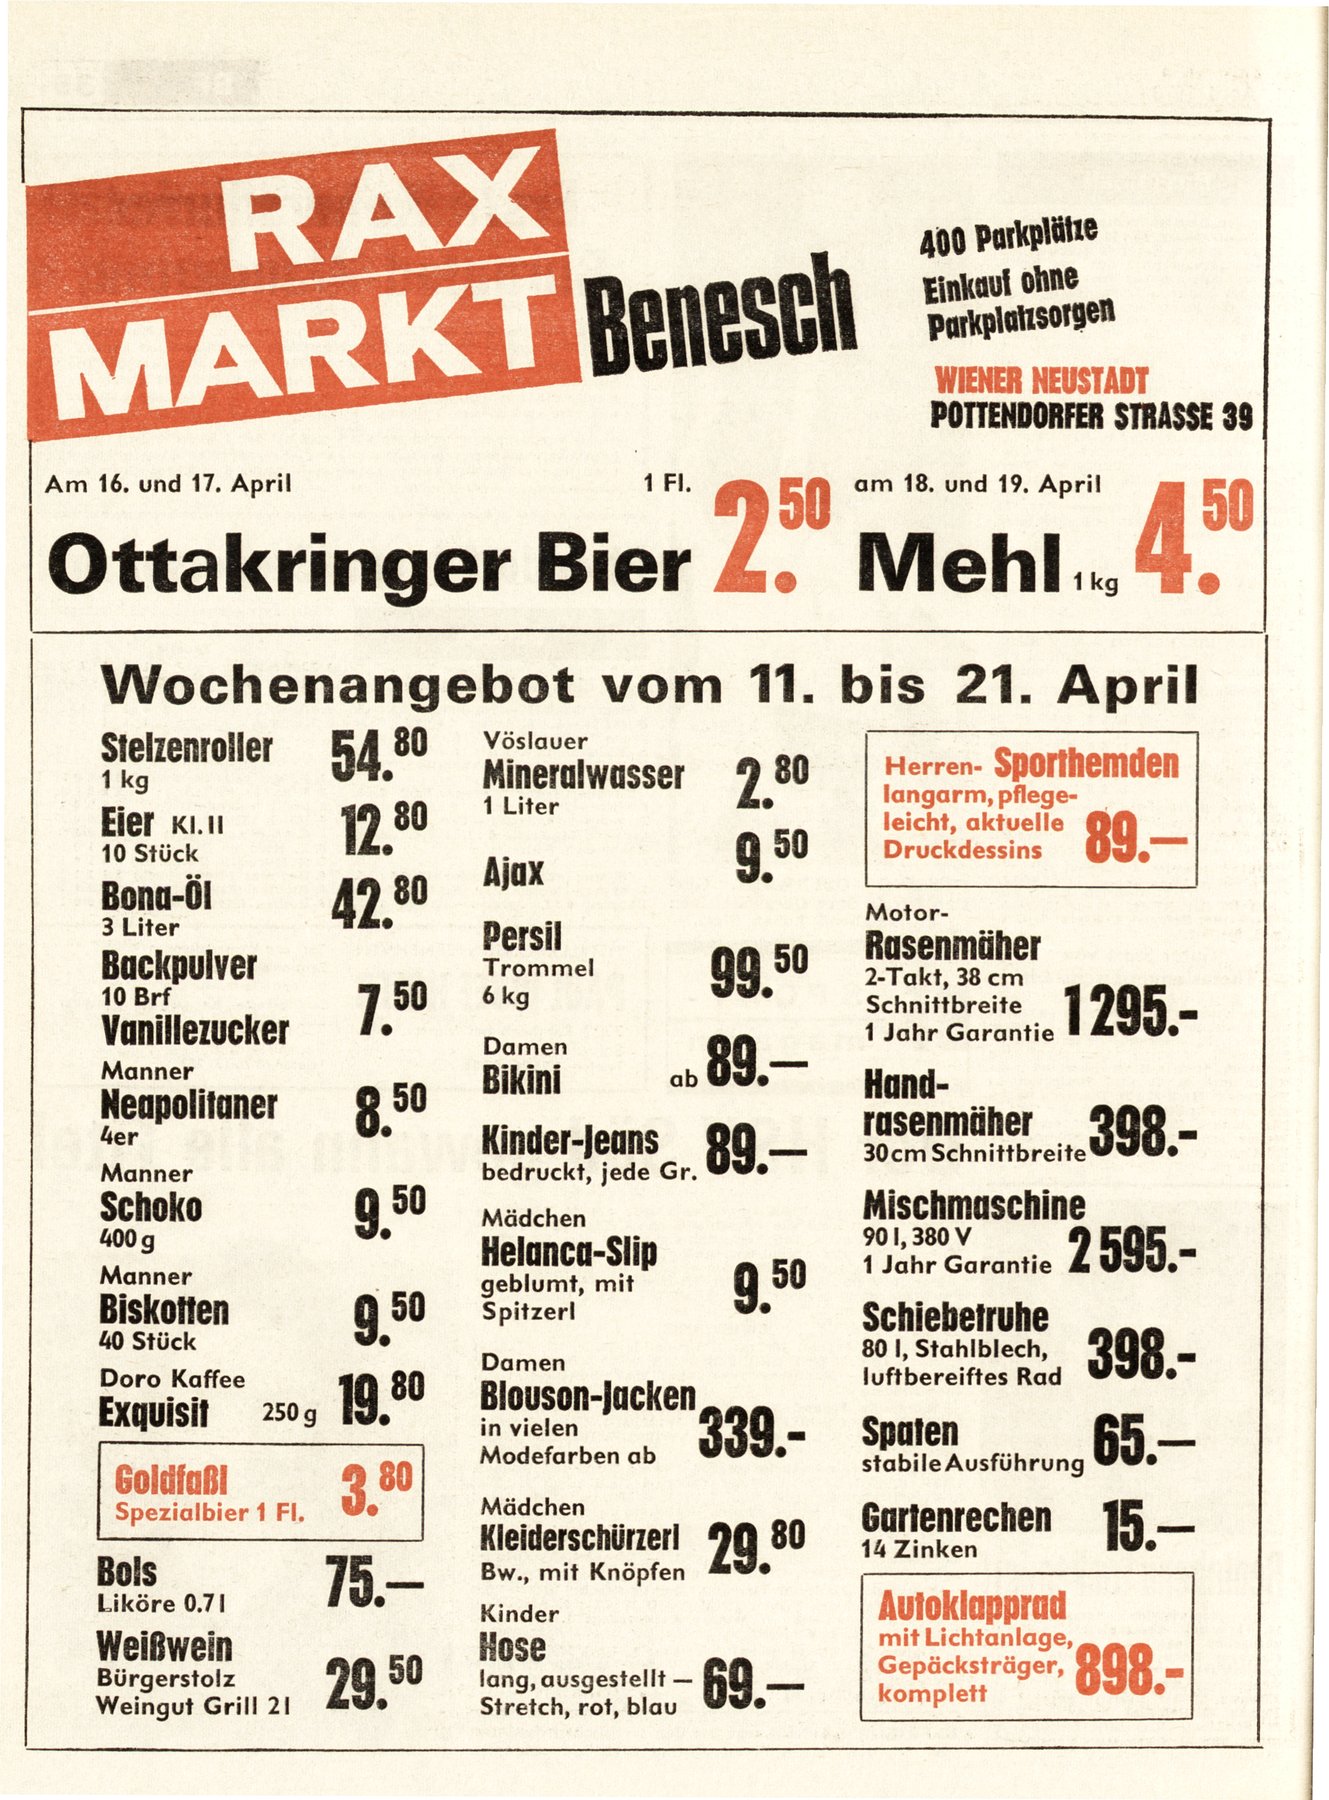 RAX
MARKT
Benesch
400 Parkplätze
Einkauf ohne
Parkplatzsorgen
WIENER NEUSTADT
POTTENDORFER STRASSE 39
Am 16. und 17. April
1 Fl.
Ottakringer Bier 2.50
am 18. und 19. April
Mehl 1 kg 4.50
Wochenangebot vom 11. bis 21. April
Stelzenroller 54.80
1 kg
Eier Kl. II 12.80
10 Stück
Bona-Öl 42.80
3 Liter
Backpulver
10 Brf 7.50
Vanillezucker
Manner
Neapolitaner 8.50
4er
Manner
Schoko 9.50
400 g
Manner
Biskotten 9.50
40 Stück
Doro Kaffee
Exquisit 250 g 19.80
Goldfaßl 3.80
Spezialbier 1 Fl.
Bols 75.—
Liköre 0.7 l
Weißwein
Bürgerstolz 29.50
Weingut Grill 2 l
Vöslauer
Mineralwasser 2.80
1 Liter
Ajax 9.50
Persil
Trommel 99.50
6 kg
Damen
Bikini ab 89.—
Kinder-Jeans 89.—
bedruckt, jede Gr.
Mädchen
Helanca-Slip
geblumt, mit 9.50
Spitzerl
Damen
Blouson-Jacken
in vielen 339.-
Modefarben ab
Mädchen
Kleiderschürzerl 29.80
Bw., mit Knöpfen
Kinder
Hose
lang, ausgestellt — 69.—
Stretch, rot, blau
Herren- Sporthemden
langarm, pflege-
leicht, aktuelle 89.—
Druckdessins
Motor-
Rasenmäher
2-Takt, 38 cm
Schnittbreite 1295.-
1 Jahr Garantie
Hand-
rasenmäher 398.-
30 cm Schnittbreite
Mischmaschine
90 l, 380 V 2595.-
1 Jahr Garantie
Schiebetruhe
80 l, Stahlblech, 398.-
luftbereiftes Rad
Spaten 65.—
stabile Ausführung
Gartenrechen 15.—
14 Zinken
Autoklapprad
mit Lichtanlage,
Gepäcksträger, 898.-
komplett